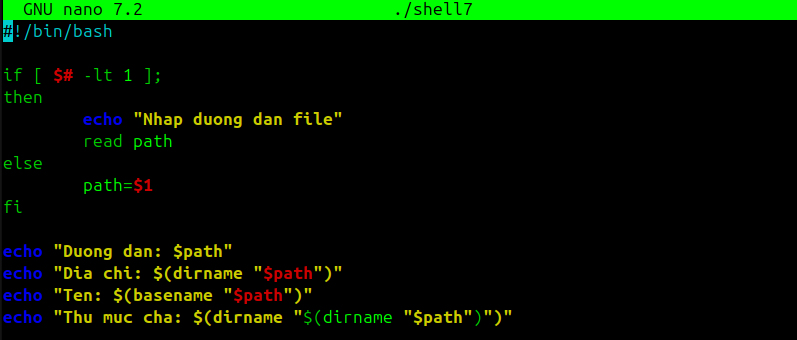 GNU nano 7.2 ./shell7
#!/bin/bash
if [ $# -lt 1 ];
then
echo "Nhap duong dan file"
read path
else
path=$1
fi
echo "Duong dan: $path"
echo "Dia chi: $(dirname "$path")"
echo "Ten: $(basename "$path")"
echo "Thu muc cha: $(dirname "$(dirname "$path")")"